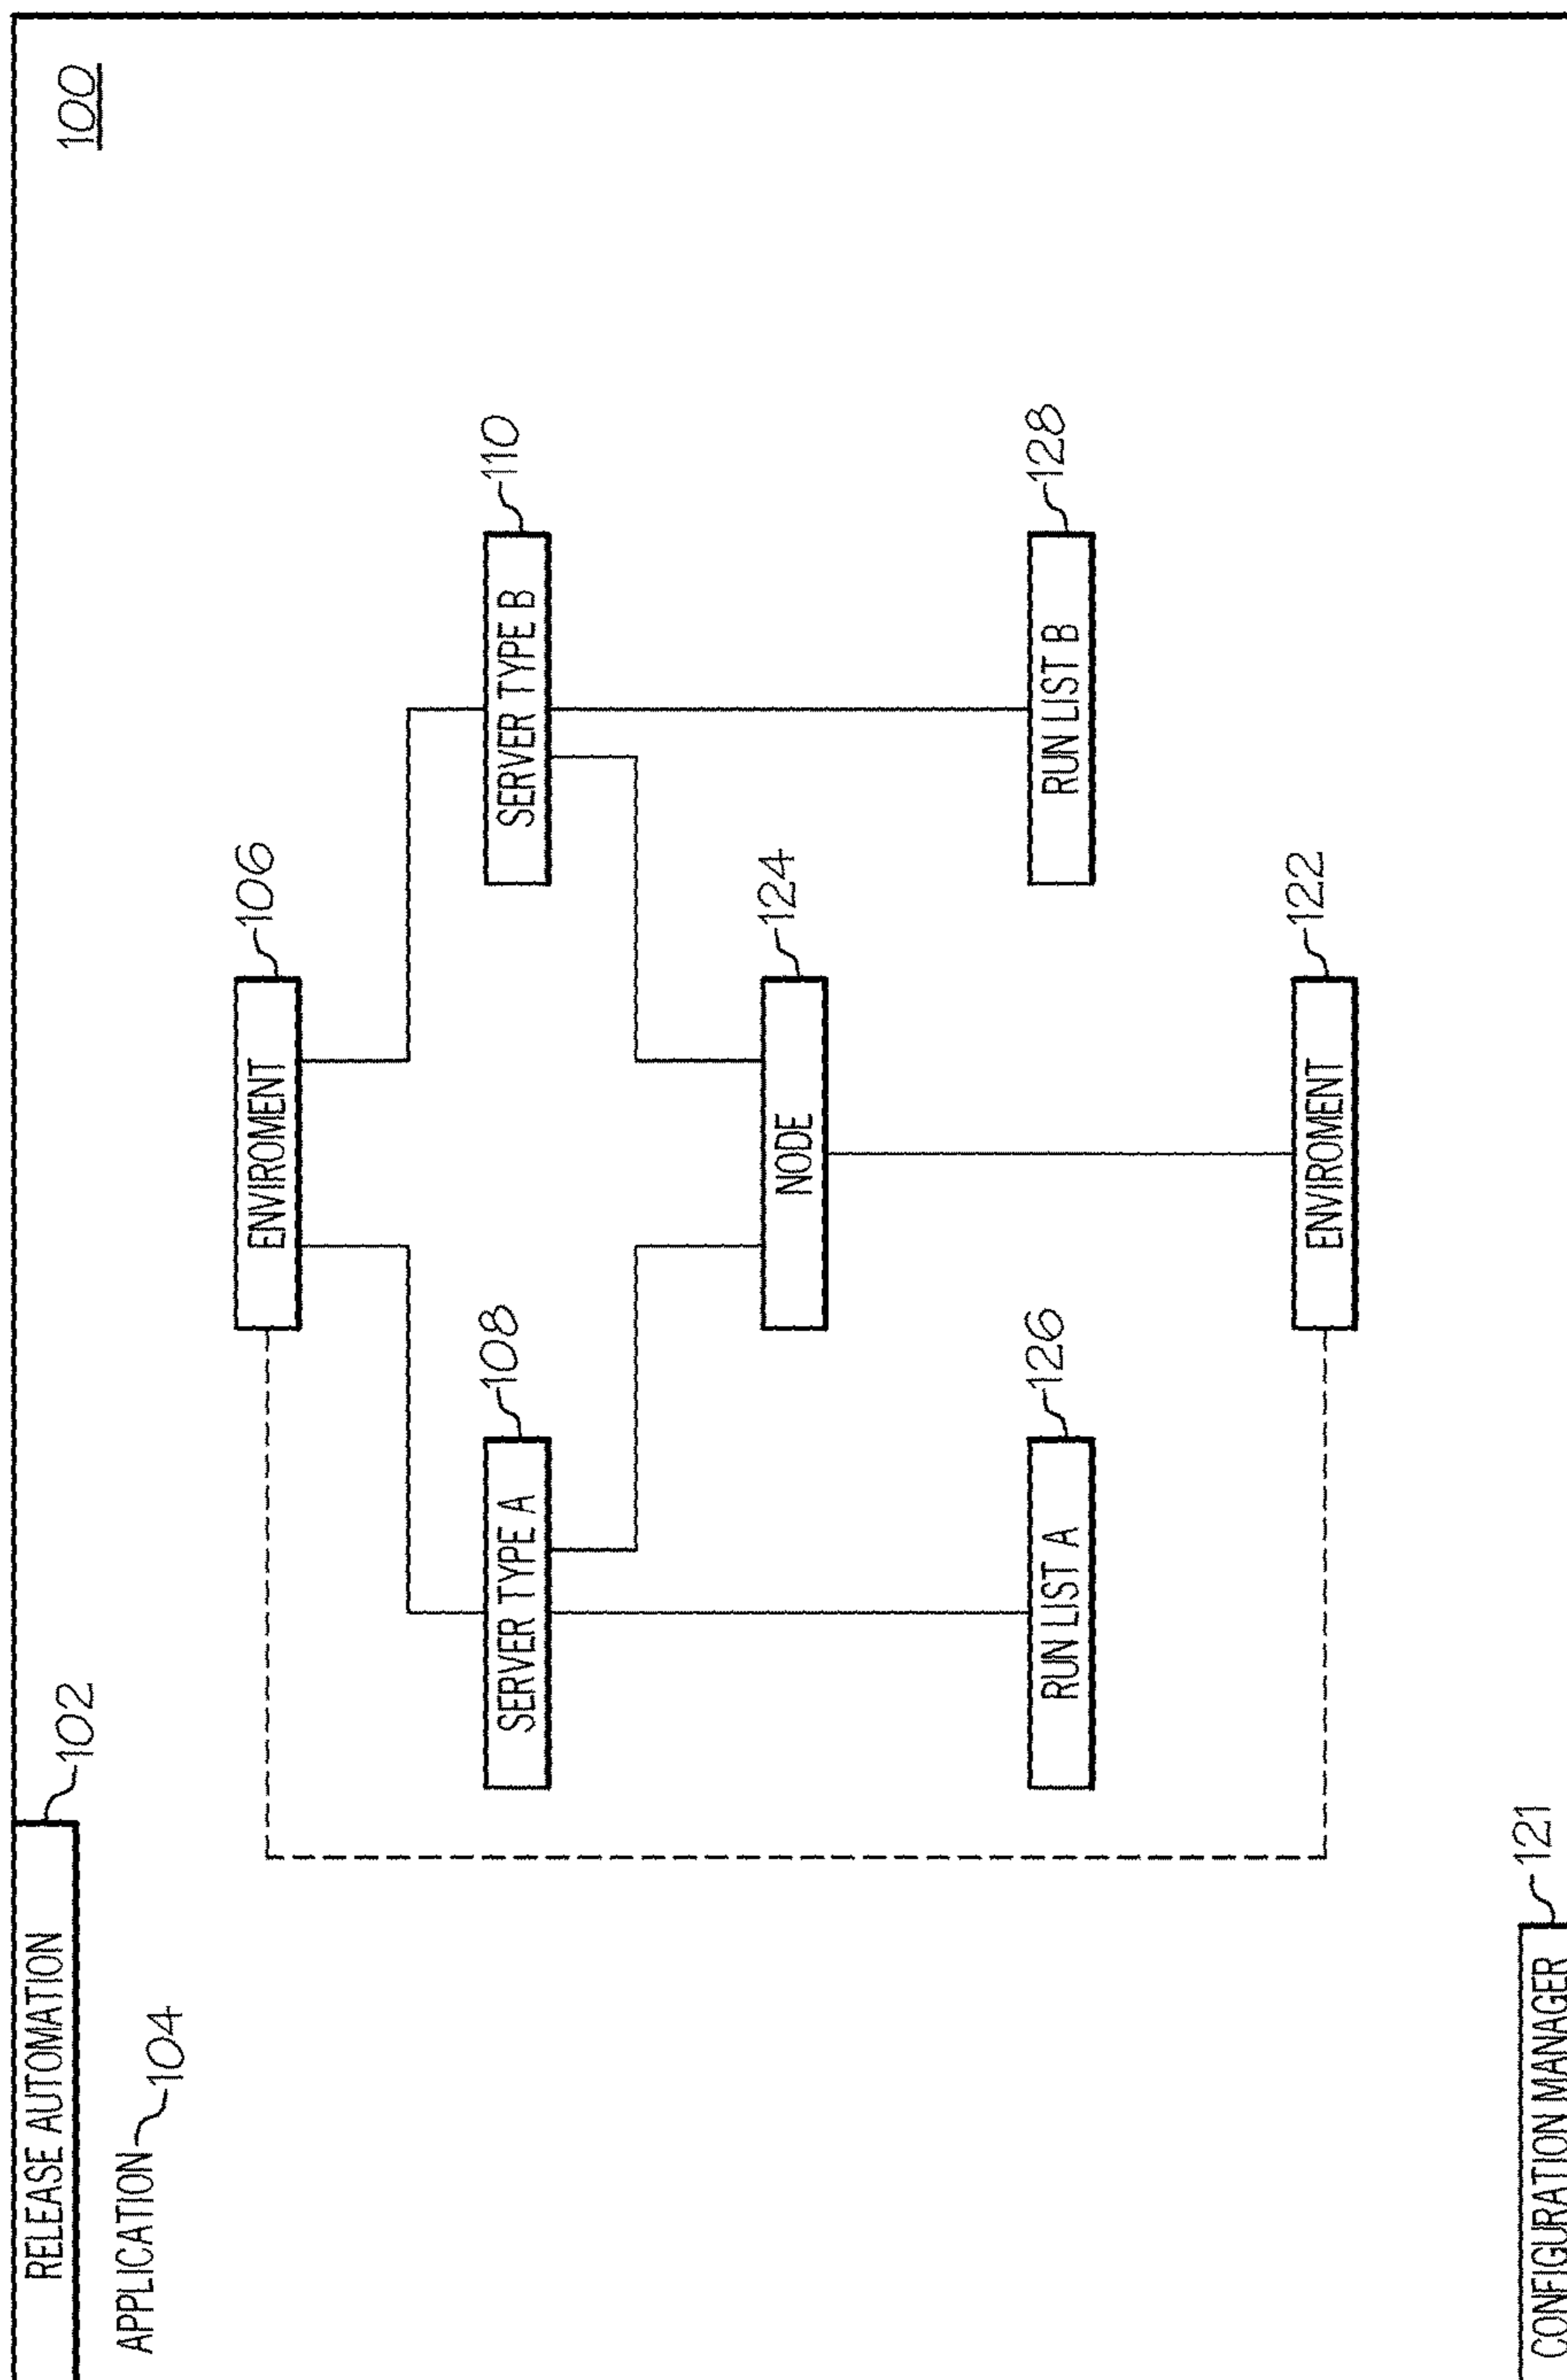 100
RELEASE AUTOMATION
102
APPLICATION
104
ENVIROMENT
106
SERVER TYPE A
108
SERVER TYPE B
110
NODE
124
RUN LIST A
126
RUN LIST B
128
ENVIROMENT
122
CONFIGURATION MANAGER
121